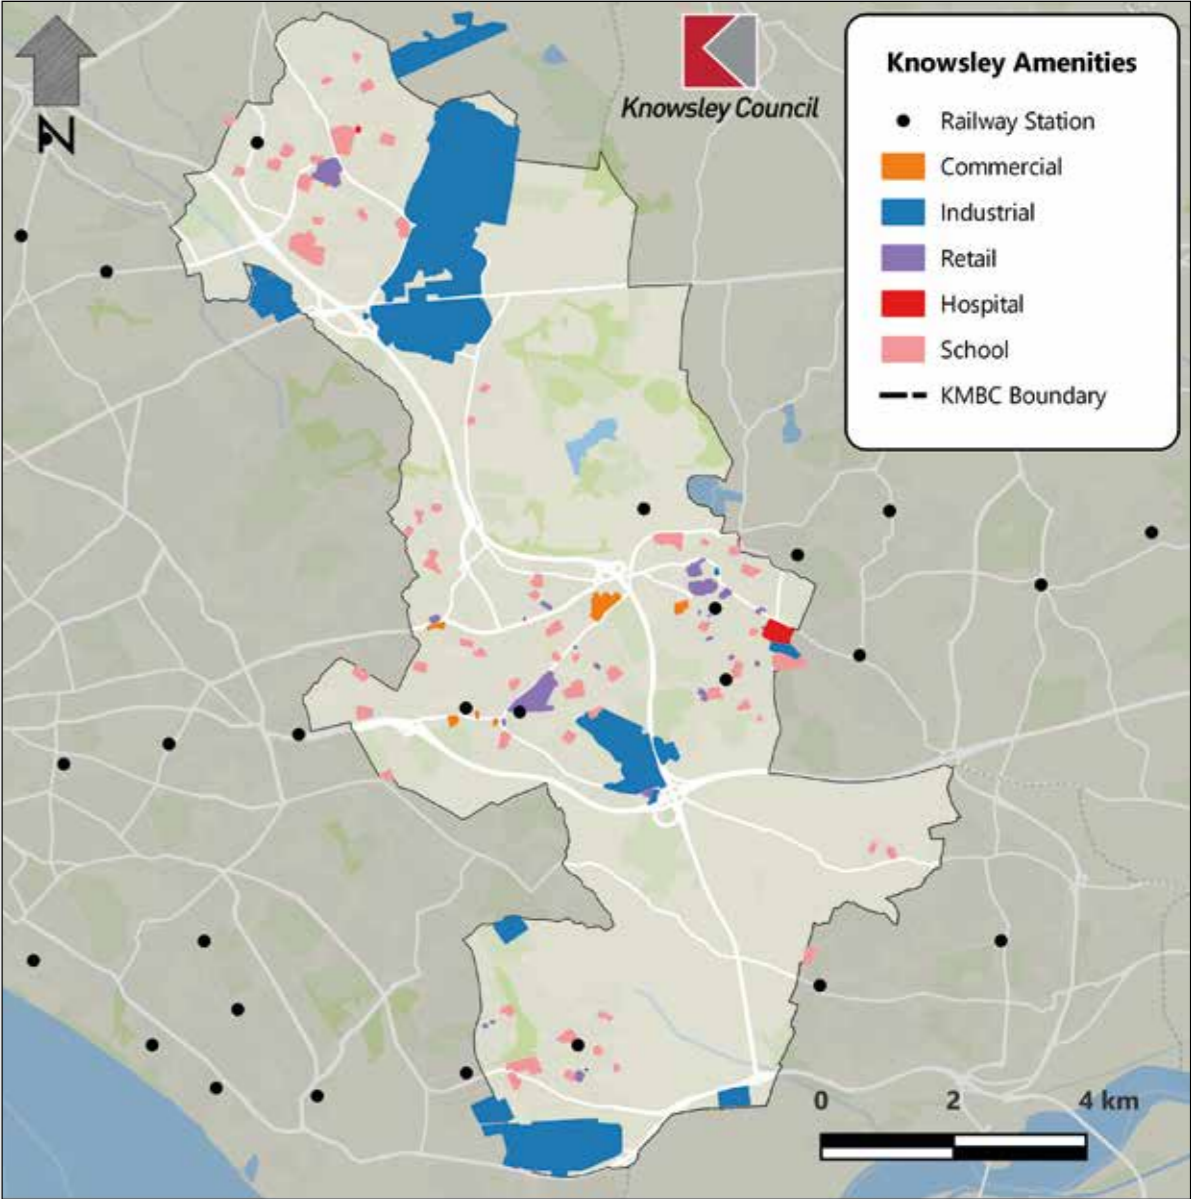 N
Knowsley Council
Knowsley Amenities
Railway Station
Commercial
Industrial
Retail
Hospital
School
KMBC Boundary
0 2 4 km